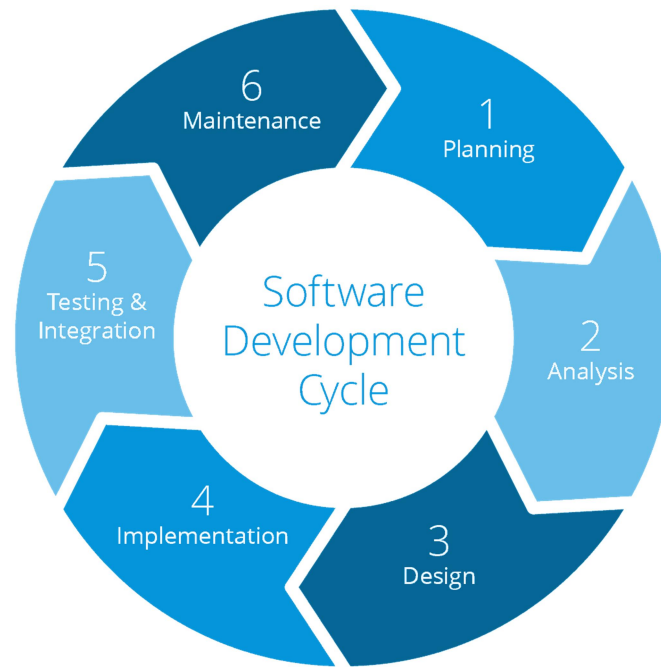 Software
Development
Cycle
1
Planning
2
Analysis
3
Design
4
Implementation
5
Testing &
Integration
6
Maintenance